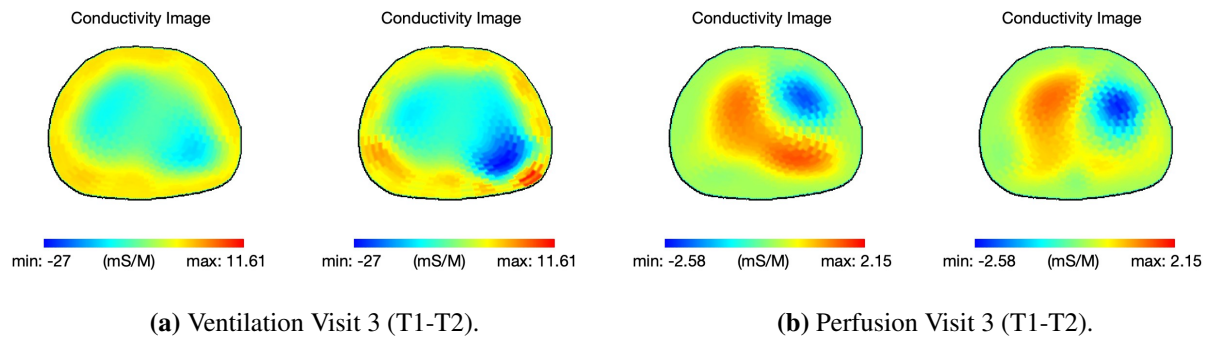 Conductivity Image
Conductivity Image
Conductivity Image
Conductivity Image
min: -27 (mS/M) max: 11.61
min: -27 (mS/M) max: 11.61
min: -2.58 (mS/M) max: 2.15
min: -2.58 (mS/M) max: 2.15
(a) Ventilation Visit 3 (T1-T2).
(b) Perfusion Visit 3 (T1-T2).